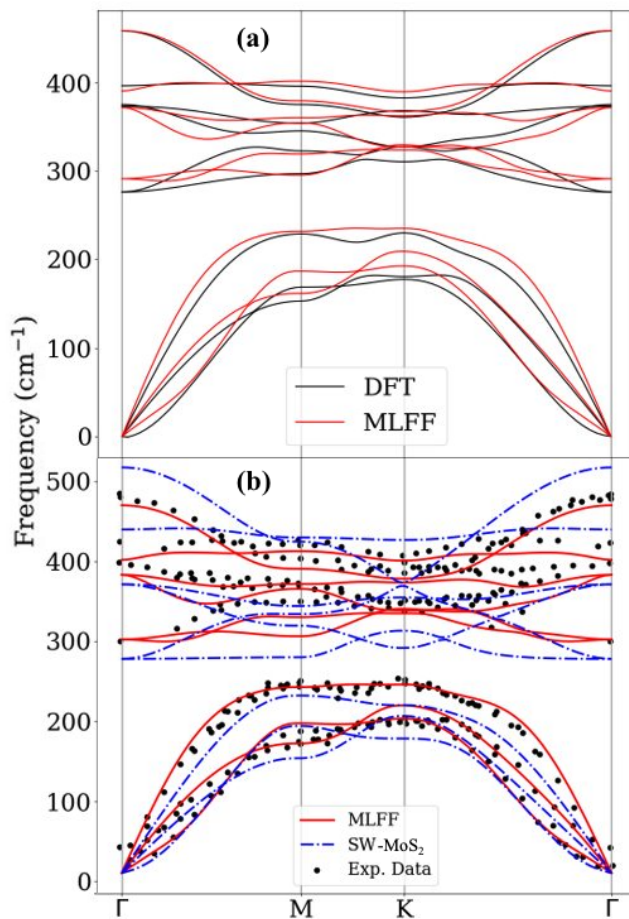 (a)
400
300
200
100
0
DFT
MLFF
Frequency (cm⁻¹)
(b)
500
400
300
200
100
0
MLFF
SW-MoS₂
Exp. Data
Γ M K Γ